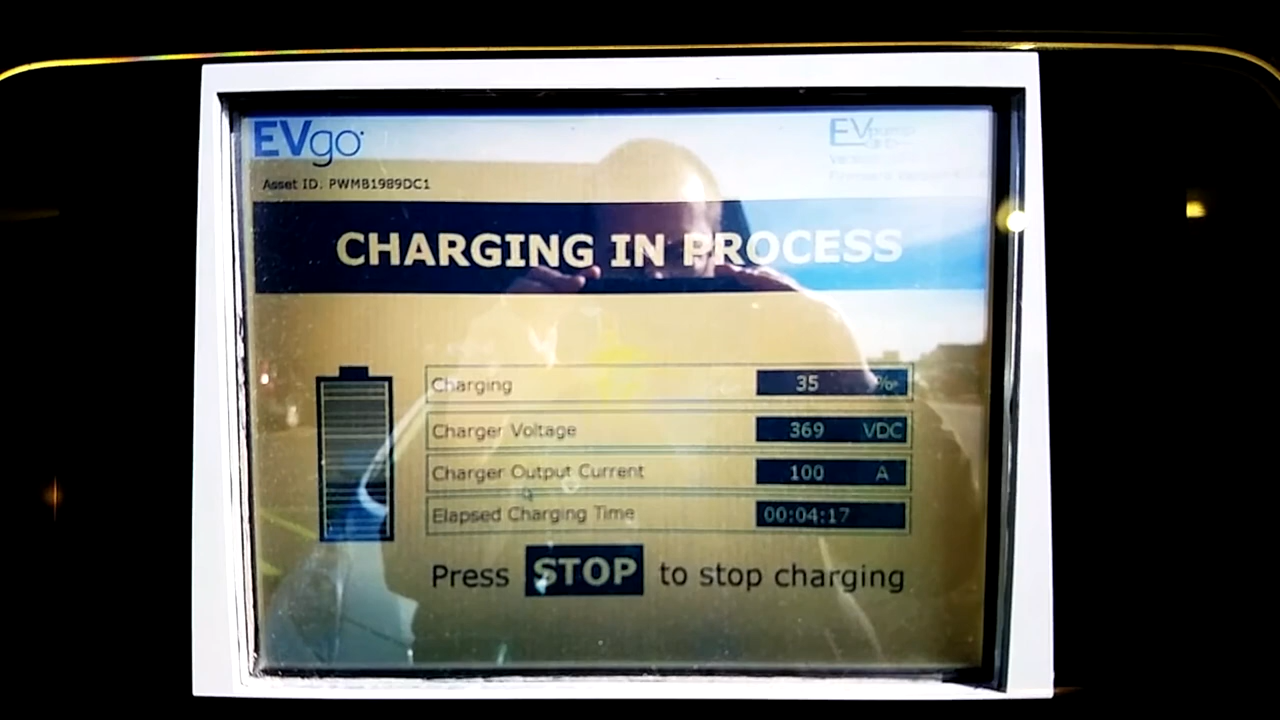 EVgo
EVpump
Asset ID. PWMB1989DC1
CHARGING IN PROCESS
Charging 35 %
Charger Voltage 369 VDC
Charger Output Current 100 A
Elapsed Charging Time 00:04:17
Press STOP to stop charging